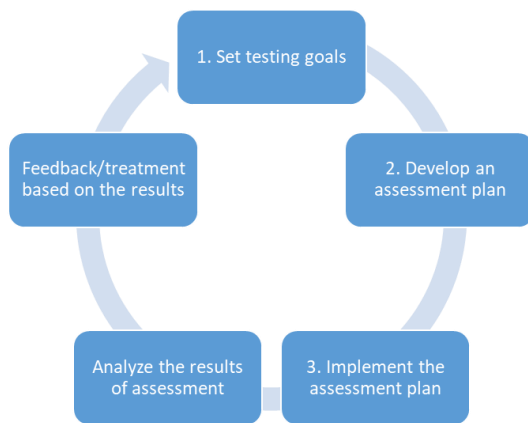 1. Set testing goals
2. Develop an
assessment plan
3. Implement the
assessment plan
Analyze the results
of assessment
Feedback/treatment
based on the results